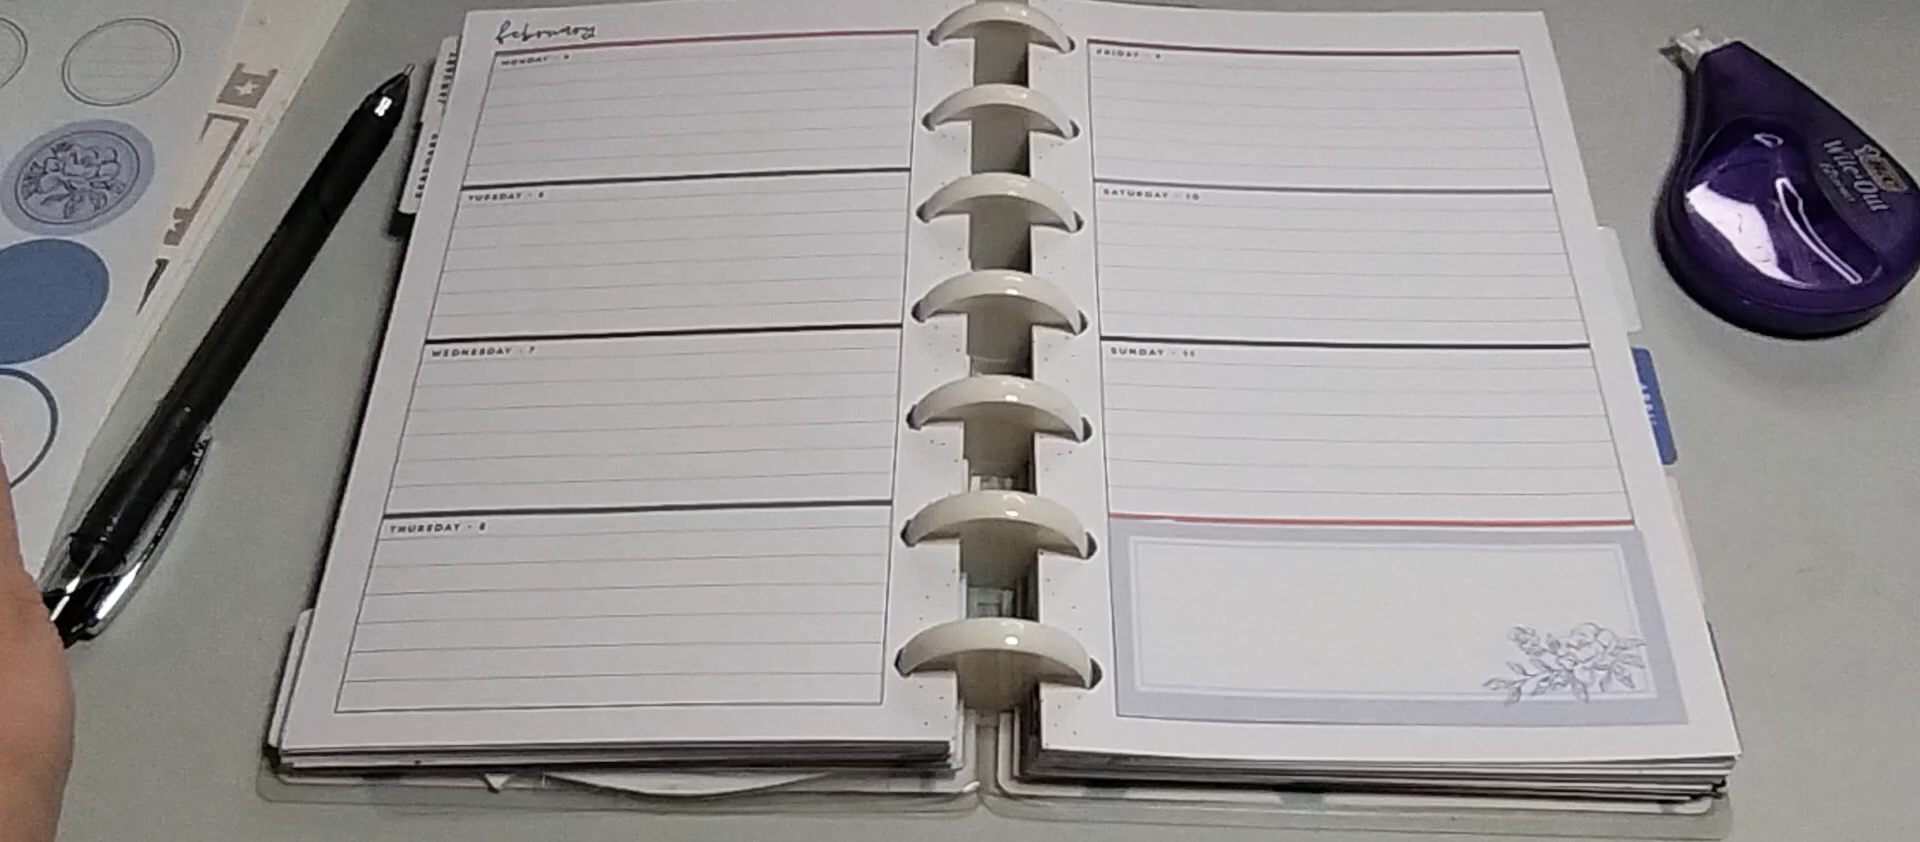 february
MONDAY · 5
TUESDAY · 6
WEDNESDAY · 7
THURSDAY · 8
FRIDAY · 9
SATURDAY · 10
SUNDAY · 11
JANUARY
FEBRUARY
BIC
Wite-Out